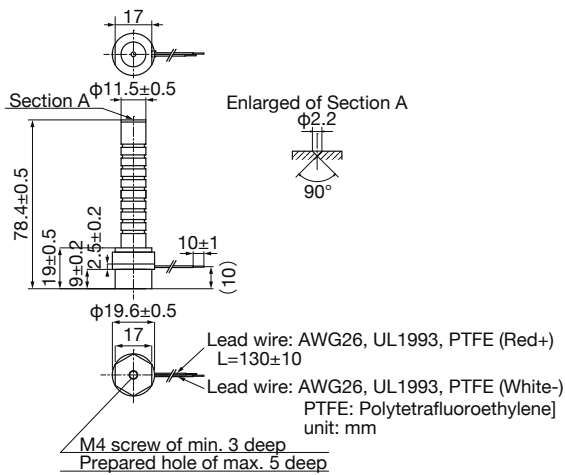 17
ϕ11.5±0.5
Section A
Enlarged of Section A
ϕ2.2
90°
78.4±0.5
19±0.5
9±0.2
2.5±0.2
10±1
(10)
ϕ19.6±0.5
17
Lead wire: AWG26, UL1993, PTFE (Red+)
L=130±10
Lead wire: AWG26, UL1993, PTFE (White-)
PTFE: Polytetrafluoroethylene]
unit: mm
M4 screw of min. 3 deep
Prepared hole of max. 5 deep